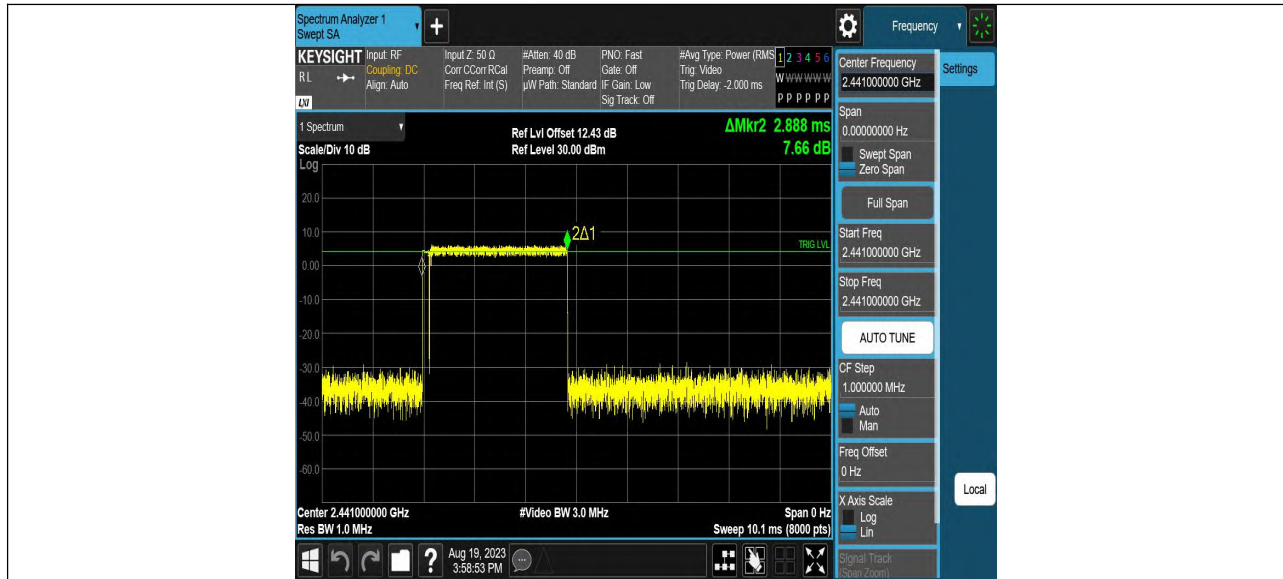 Spectrum Analyzer 1
Swept SA
+
Frequency
KEYSIGHT
RL
LXI
Input: RF
Coupling: DC
Align: Auto
Input Z: 50 Ω
Corr CCorr RCal
Freq Ref: Int (S)
#Atten: 40 dB
Preamp: Off
µW Path: Standard
PNO: Fast
Gate: Off
IF Gain: Low
Sig Track: Off
#Avg Type: Power (RMS
Trig: Video
Trig Delay: -2.000 ms
1 2 3 4 5 6
W W W W W W
P P P P P P
1 Spectrum
Scale/Div 10 dB
Ref Lvl Offset 12.43 dB
Ref Level 30.00 dBm
ΔMkr2 2.888 ms
7.66 dB
Log
20.0
10.0
0.00
-10.0
-20.0
-30.0
-40.0
-50.0
-60.0
2Δ1
TRIG LVL
Center 2.441000000 GHz
Res BW 1.0 MHz
#Video BW 3.0 MHz
Span 0 Hz
Sweep 10.1 ms (8000 pts)
?
Aug 19, 2023
3:58:53 PM
Center Frequency
2.441000000 GHz
Span
0.00000000 Hz
Swept Span
Zero Span
Full Span
Start Freq
2.441000000 GHz
Stop Freq
2.441000000 GHz
AUTO TUNE
CF Step
1.000000 MHz
Auto
Man
Freq Offset
0 Hz
X Axis Scale
Log
Lin
Signal Track
(Span Zoom)
Settings
Local